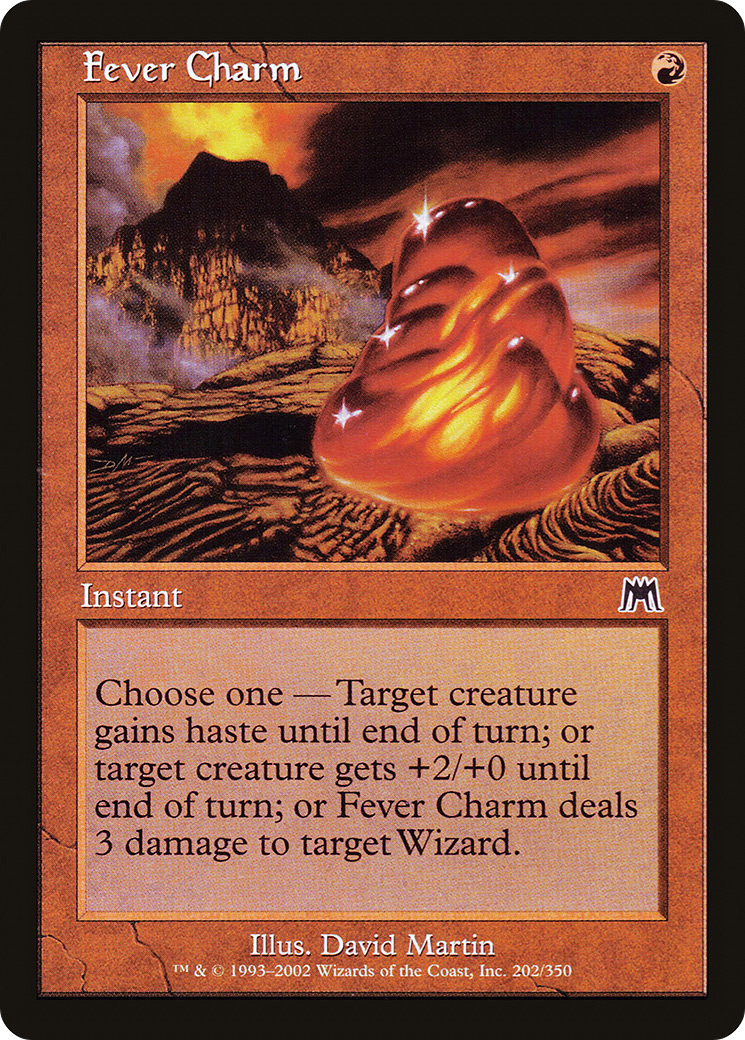 Fever Charm
Instant
Choose one — Target creature
gains haste until end of turn; or
target creature gets +2/+0 until
end of turn; or Fever Charm deals
3 damage to target Wizard.
Illus. David Martin
™ & © 1993–2002 Wizards of the Coast, Inc. 202/350